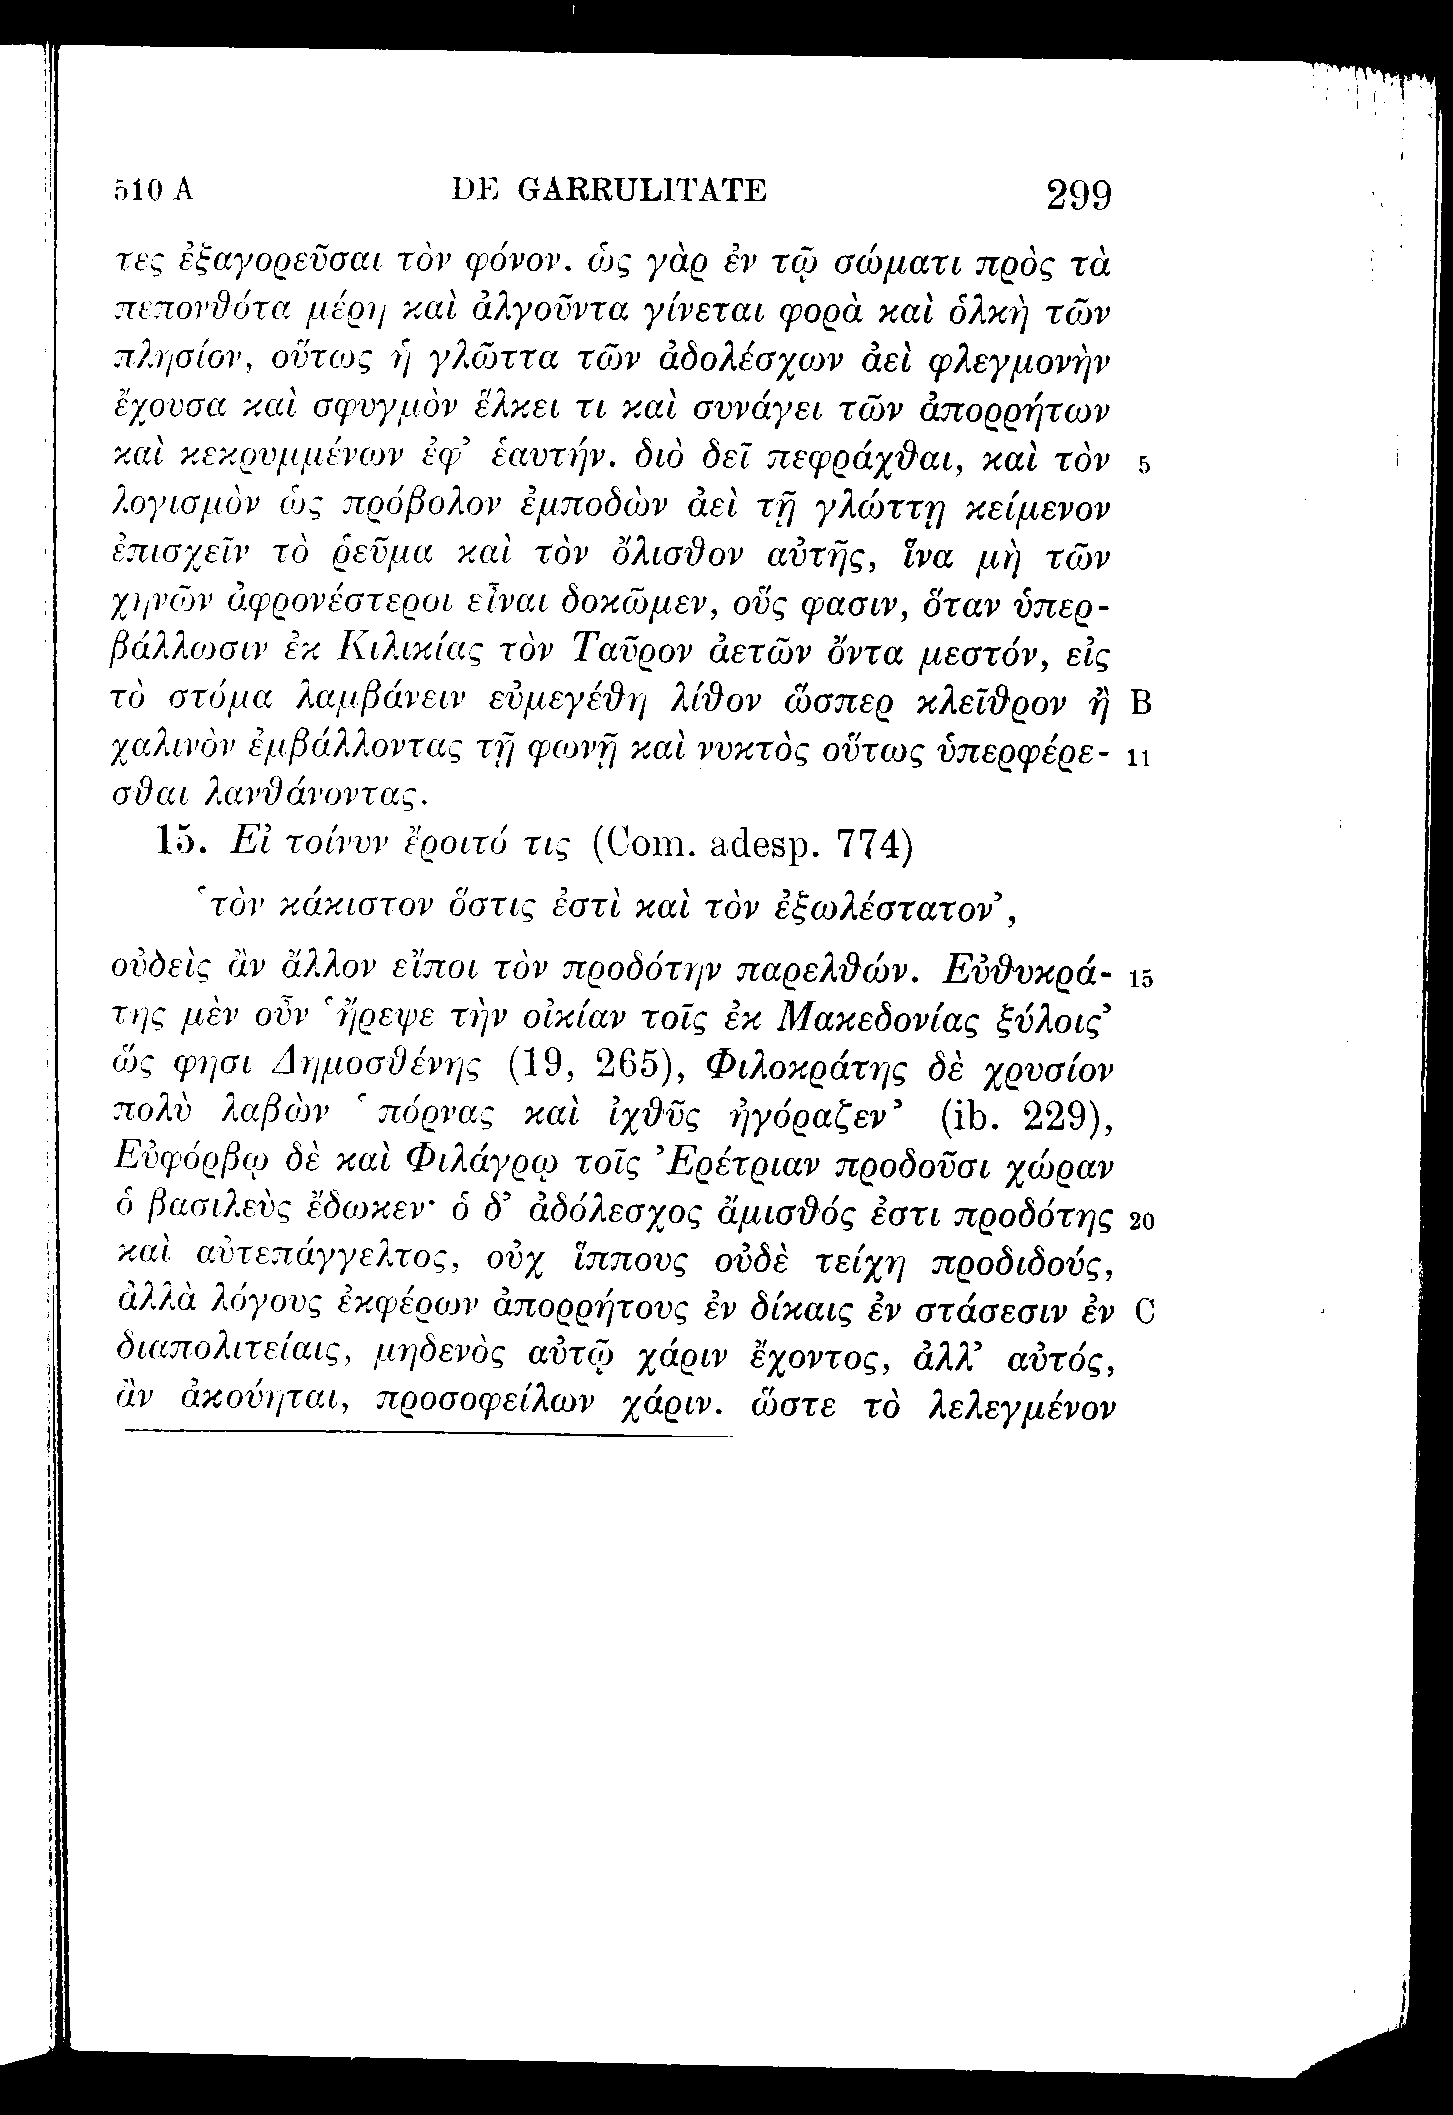 510 A DE GARRULITATE 299
τες ἐξαγορεῦσαι τὸν φόνον. ὡς γὰρ ἐν τῷ σώματι πρὸς τὰ
πεπονθότα μέρη καὶ ἀλγοῦντα γίνεται φορὰ καὶ ὁλκὴ τῶν
πλησίον, οὕτως ἡ γλῶττα τῶν ἀδολέσχων ἀεὶ φλεγμονὴν
ἔχουσα καὶ σφυγμὸν ἕλκει τι καὶ συνάγει τῶν ἀπορρήτων
καὶ κεκρυμμένων ἐφ’ ἑαυτήν. διὸ δεῖ πεφράχθαι, καὶ τὸν 5
λογισμὸν ὡς πρόβολον ἐμποδὼν ἀεὶ τῇ γλώττῃ κείμενον
ἐπισχεῖν τὸ ῥεῦμα καὶ τὸν ὄλισθον αὐτῆς, ἵνα μὴ τῶν
χηνῶν ἀφρονέστεροι εἶναι δοκῶμεν, οὕς φασιν, ὅταν ὑπερ-
βάλλωσιν ἐκ Κιλικίας τὸν Ταῦρον ἀετῶν ὄντα μεστόν, εἰς
τὸ στόμα λαμβάνειν εὐμεγέθη λίθον ὥσπερ κλεῖθρον ἢ B
χαλινὸν ἐμβάλλοντας τῇ φωνῇ καὶ νυκτὸς οὕτως ὑπερφέρε- 11
σθαι λανθάνοντας.
15. Εἰ τοίνυν ἔροιτό τις (Com. adesp. 774)
‘τὸν κάκιστον ὅστις ἐστὶ καὶ τὸν ἐξωλέστατον’,
οὐδεὶς ἂν ἄλλον εἴποι τὸν προδότην παρελθών. Εὐθυκρά- 15
της μὲν οὖν ‘ἤρεψε τὴν οἰκίαν τοῖς ἐκ Μακεδονίας ξύλοις’
ὥς φησι Δημοσθένης (19, 265), Φιλοκράτης δὲ χρυσίον
πολὺ λαβὼν ‘πόρνας καὶ ἰχθῦς ἠγόραζεν’ (ib. 229),
Εὐφόρβῳ δὲ καὶ Φιλάγρῳ τοῖς Ἐρέτριαν προδοῦσι χώραν
ὁ βασιλεὺς ἔδωκεν· ὁ δ’ ἀδόλεσχος ἄμισθός ἐστι προδότης 20
καὶ αὐτεπάγγελτος, οὐχ ἵππους οὐδὲ τείχη προδιδούς,
ἀλλὰ λόγους ἐκφέρων ἀπορρήτους ἐν δίκαις ἐν στάσεσιν ἐν C
διαπολιτείαις, μηδενὸς αὐτῷ χάριν ἔχοντος, ἀλλ’ αὐτός,
ἂν ἀκούηται, προσοφείλων χάριν. ὥστε τὸ λελεγμένον